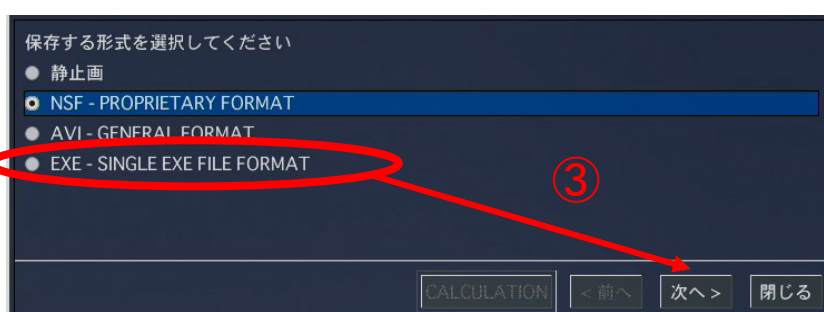 保存する形式を選択してください
静止画
NSF - PROPRIETARY FORMAT
AVI - GENERAL FORMAT
EXE - SINGLE EXE FILE FORMAT
③
CALCULATION < 前へ 次へ > 閉じる